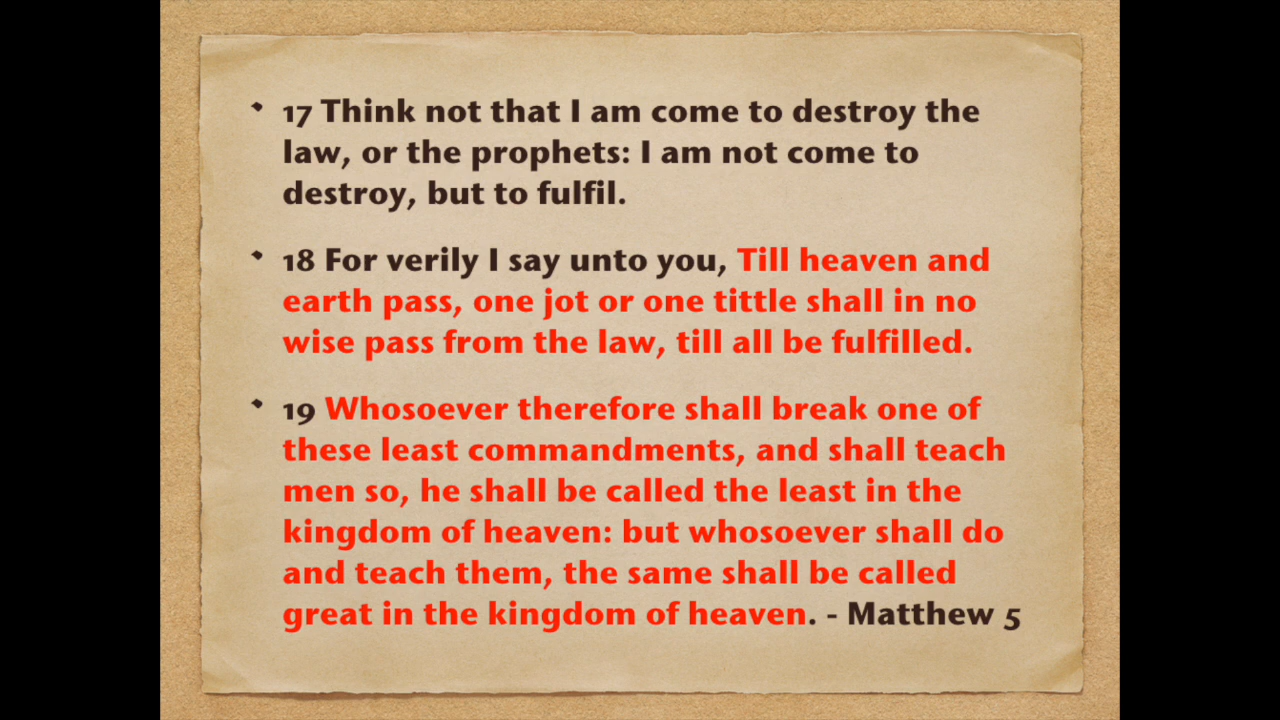 • 17 Think not that I am come to destroy the
law, or the prophets: I am not come to
destroy, but to fulfil.
• 18 For verily I say unto you, Till heaven and
earth pass, one jot or one tittle shall in no
wise pass from the law, till all be fulfilled.
• 19 Whosoever therefore shall break one of
these least commandments, and shall teach
men so, he shall be called the least in the
kingdom of heaven: but whosoever shall do
and teach them, the same shall be called
great in the kingdom of heaven. - Matthew 5